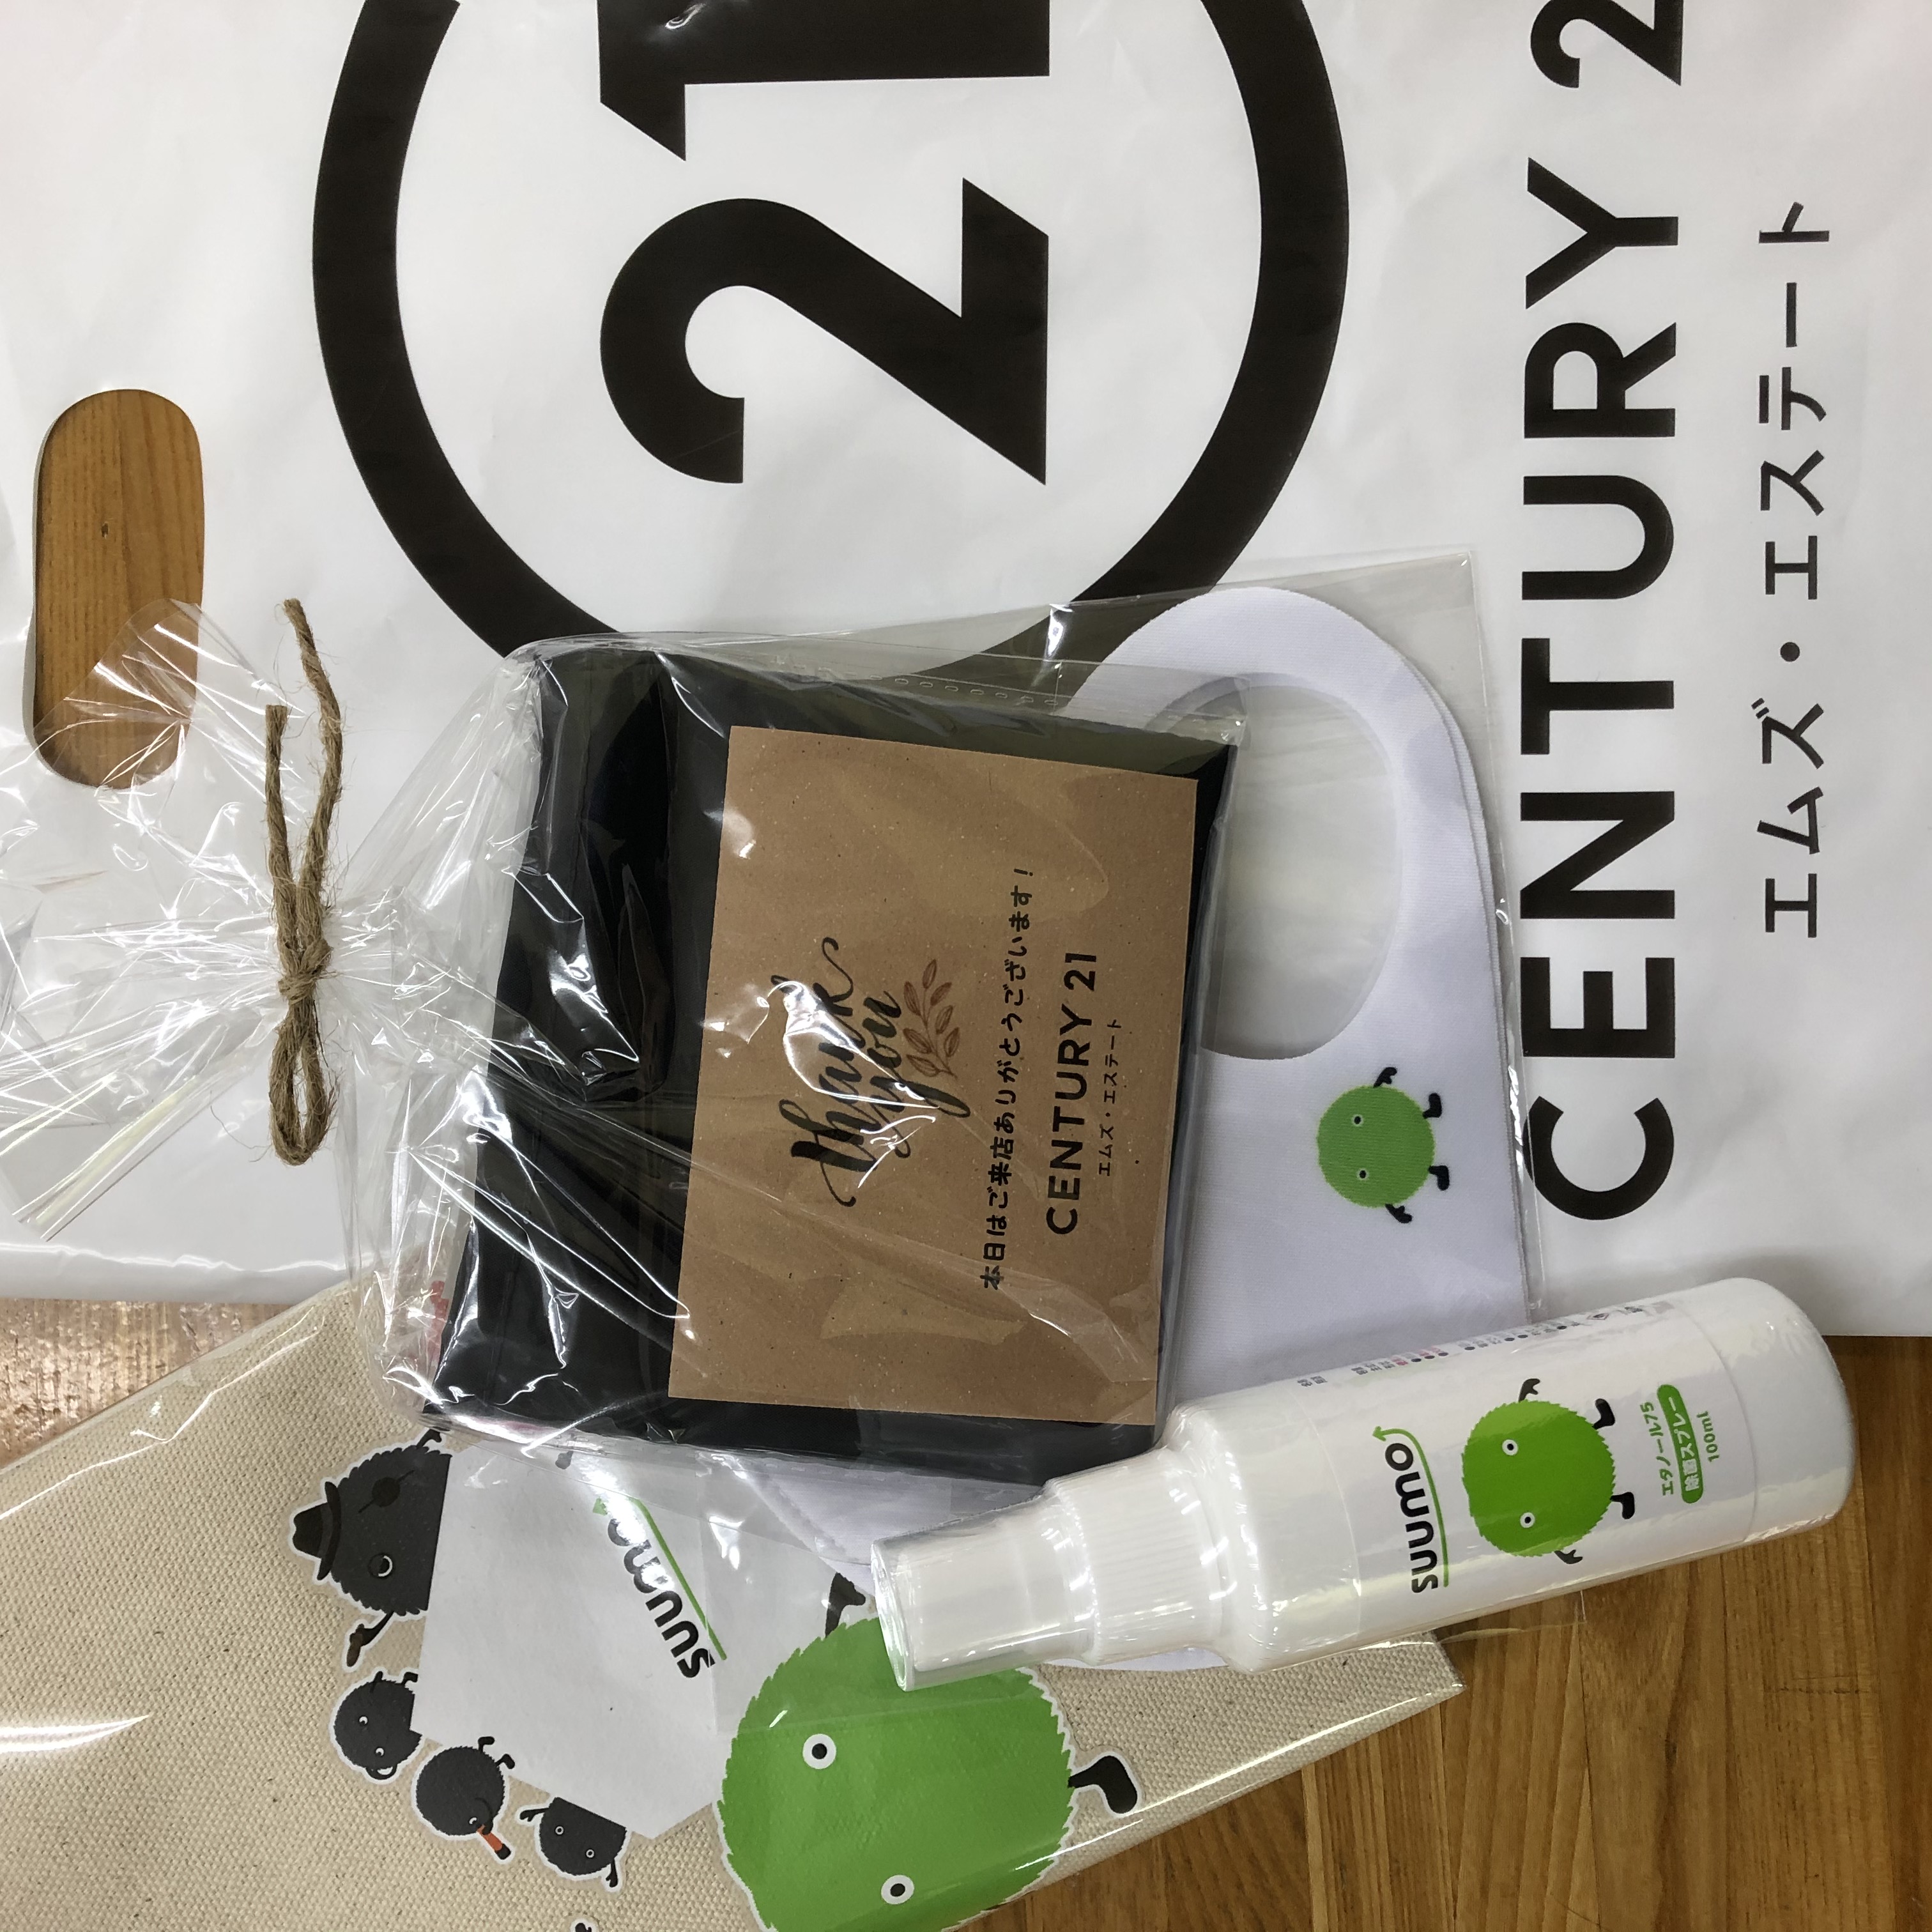 21
CENTURY 2
エムズ・エステート
thank
you
本日はご来店ありがとうございます!
CENTURY 21
エムズ・エステート
suumo
エタノール75
除菌スプレー
100ml
suumo